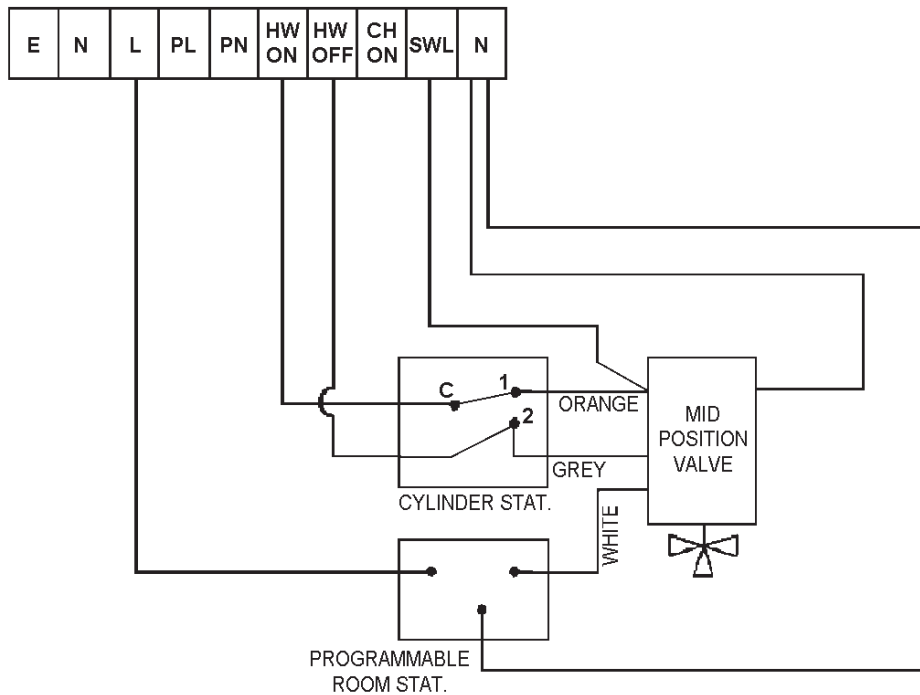 E N L PL PN HW ON HW OFF CH ON SWL N
C 1
ORANGE
2
GREY
CYLINDER STAT.
MID
POSITION
VALVE
WHITE
PROGRAMMABLE
ROOM STAT.